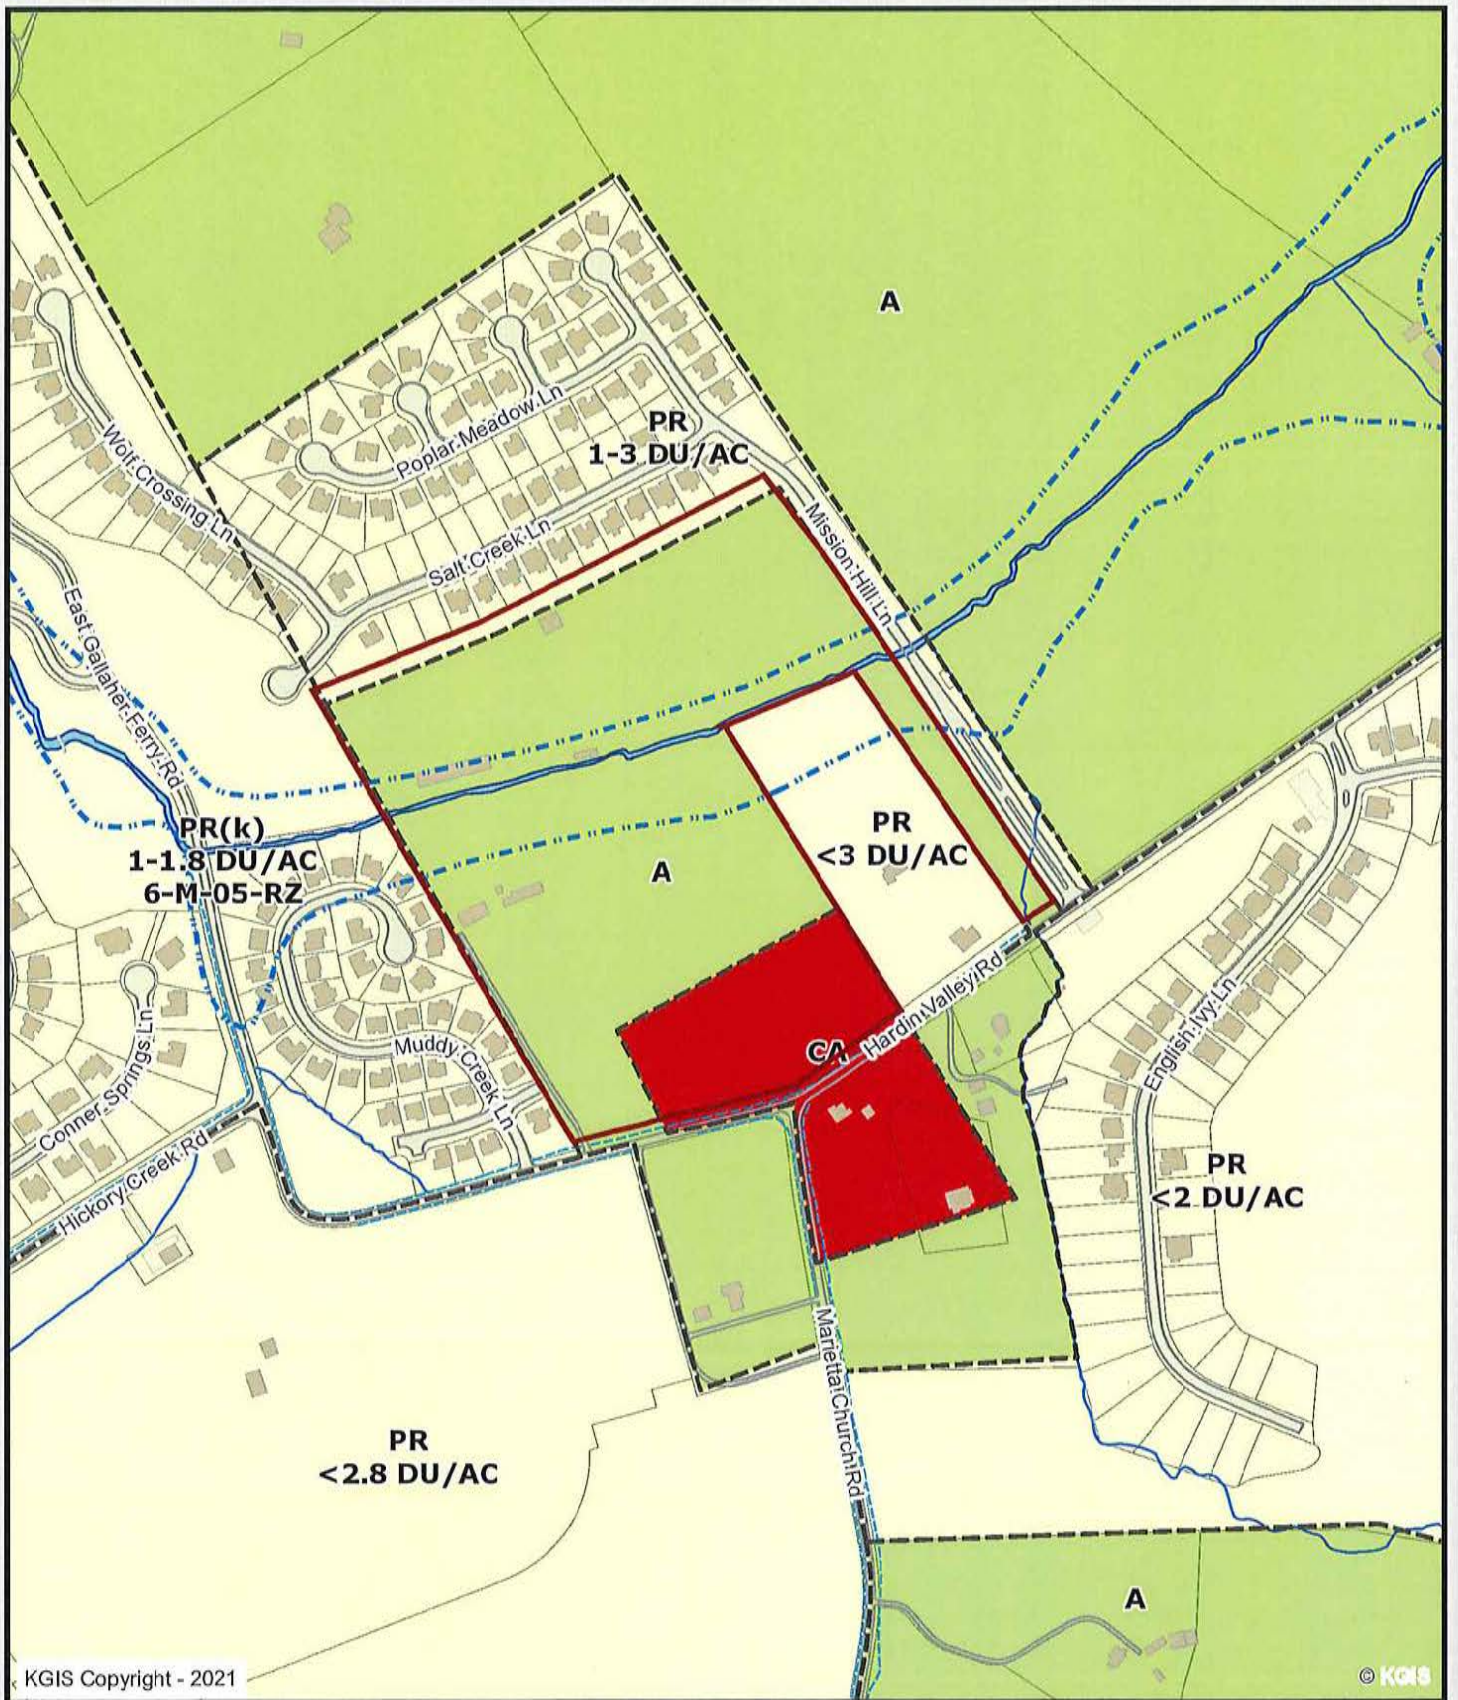 A
PR
1-3 DU/AC
Poplar Meadow Ln
Wolf Crossing Ln
Salt Creek Ln
Mission Hill Ln
East Gallaher Ferry Rd
PR(k)
1-1.8 DU/AC
6-M-05-RZ
PR
<3 DU/AC
A
Hardin Valley Rd
CA
Muddy Creek Ln
Conner Springs Ln
Hickory Creek Rd
English Ivy Ln
PR
<2 DU/AC
Marietta Church Rd
PR
<2.8 DU/AC
A
KGIS Copyright - 2021
© KGIS